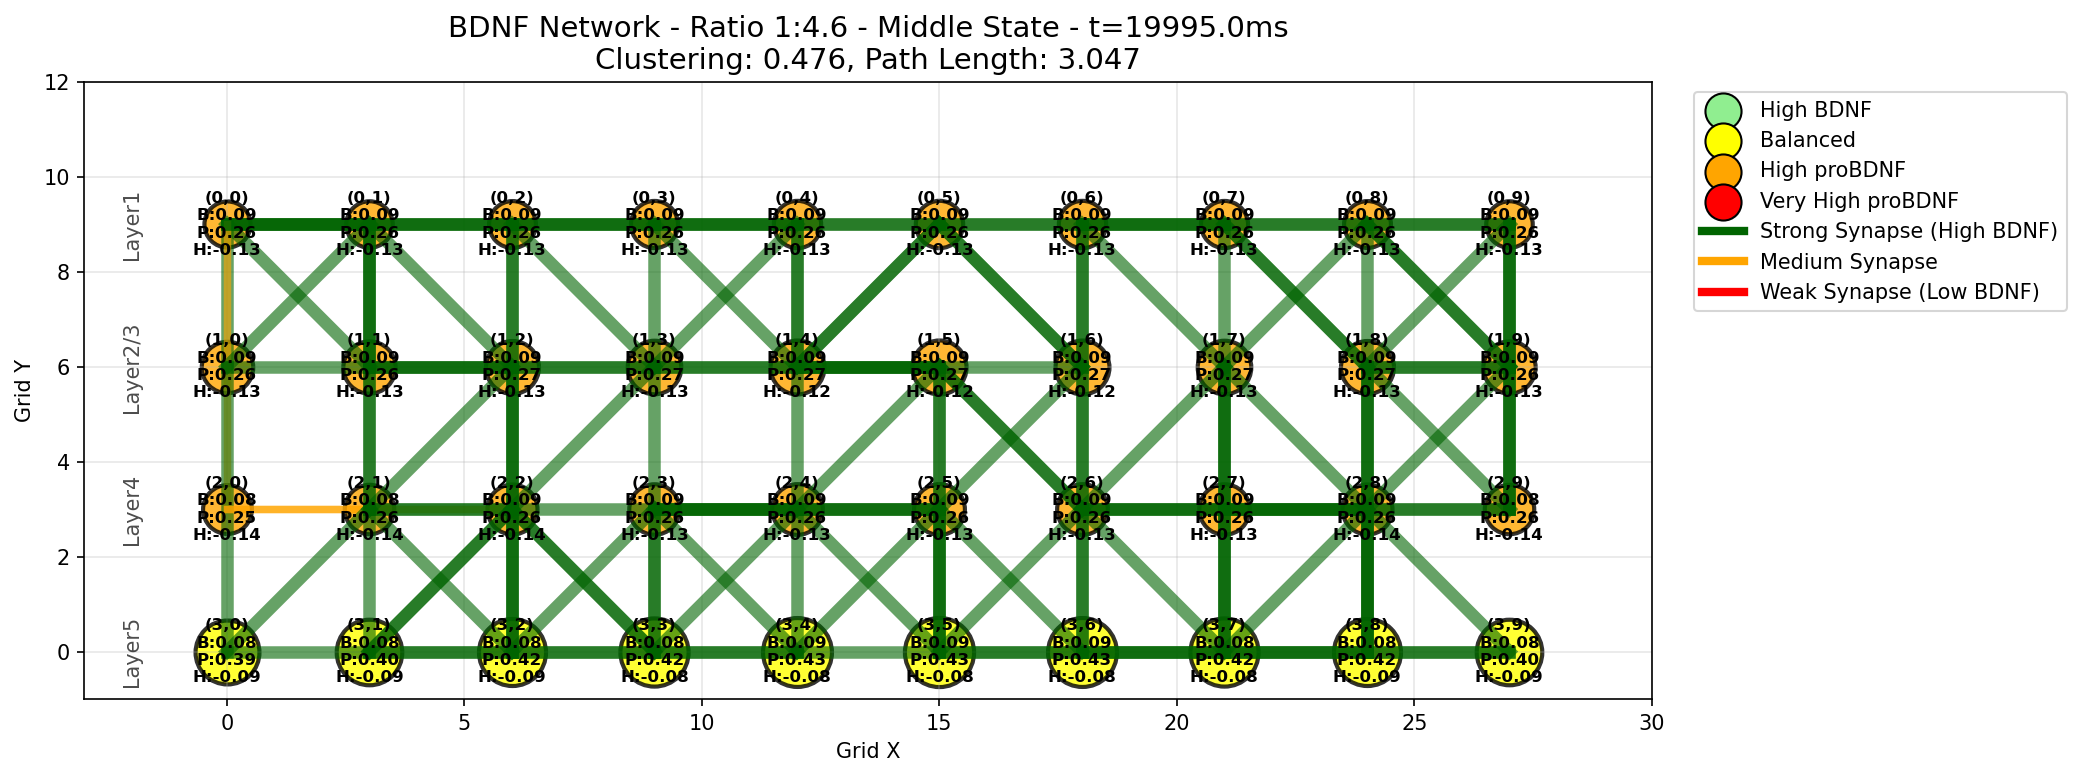 BDNF Network - Ratio 1:4.6 - Middle State - t=19995.0ms
Clustering: 0.476, Path Length: 3.047
High BDNF
Balanced
High proBDNF
Very High proBDNF
Strong Synapse (High BDNF)
Medium Synapse
Weak Synapse (Low BDNF)
Grid Y
12
10
8
6
4
2
0
Layer1
(0,0) (0,1) (0,2) (0,3) (0,4) (0,5) (0,6) (0,7) (0,8) (0,9)
B:0.09 B:0.09 B:0.09 B:0.09 B:0.09 B:0.09 B:0.09 B:0.09 B:0.09 B:0.09
P:0.26 P:0.26 P:0.26 P:0.26 P:0.26 P:0.26 P:0.26 P:0.26 P:0.26 P:0.26
H:-0.13 H:-0.13 H:-0.13 H:-0.13 H:-0.13 H:-0.13 H:-0.13 H:-0.13 H:-0.13 H:-0.13
Layer2/3
(1,0) (1,1) (1,2) (1,3) (1,4) (1,5) (1,6) (1,7) (1,8) (1,9)
B:0.09 B:0.09 B:0.09 B:0.09 B:0.09 B:0.09 B:0.09 B:0.09 B:0.09 B:0.09
P:0.26 P:0.26 P:0.27 P:0.27 P:0.27 P:0.27 P:0.27 P:0.27 P:0.27 P:0.26
H:-0.13 H:-0.13 H:-0.13 H:-0.13 H:-0.12 H:-0.12 H:-0.12 H:-0.13 H:-0.13 H:-0.13
Layer4
(2,0) (2,1) (2,2) (2,3) (2,4) (2,5) (2,6) (2,7) (2,8) (2,9)
B:0.08 B:0.08 B:0.09 B:0.09 B:0.09 B:0.09 B:0.09 B:0.09 B:0.09 B:0.08
P:0.25 P:0.26 P:0.26 P:0.26 P:0.26 P:0.26 P:0.26 P:0.26 P:0.26 P:0.26
H:-0.14 H:-0.14 H:-0.14 H:-0.13 H:-0.13 H:-0.13 H:-0.13 H:-0.13 H:-0.14 H:-0.14
Layer5
(3,0) (3,1) (3,2) (3,3) (3,4) (3,5) (3,6) (3,7) (3,8) (3,9)
B:0.08 B:0.08 B:0.08 B:0.08 B:0.09 B:0.09 B:0.09 B:0.08 B:0.08 B:0.08
P:0.39 P:0.40 P:0.42 P:0.42 P:0.43 P:0.43 P:0.43 P:0.42 P:0.42 P:0.40
H:-0.09 H:-0.09 H:-0.09 H:-0.08 H:-0.08 H:-0.08 H:-0.08 H:-0.08 H:-0.09 H:-0.09
0 5 10 15 20 25 30
Grid X